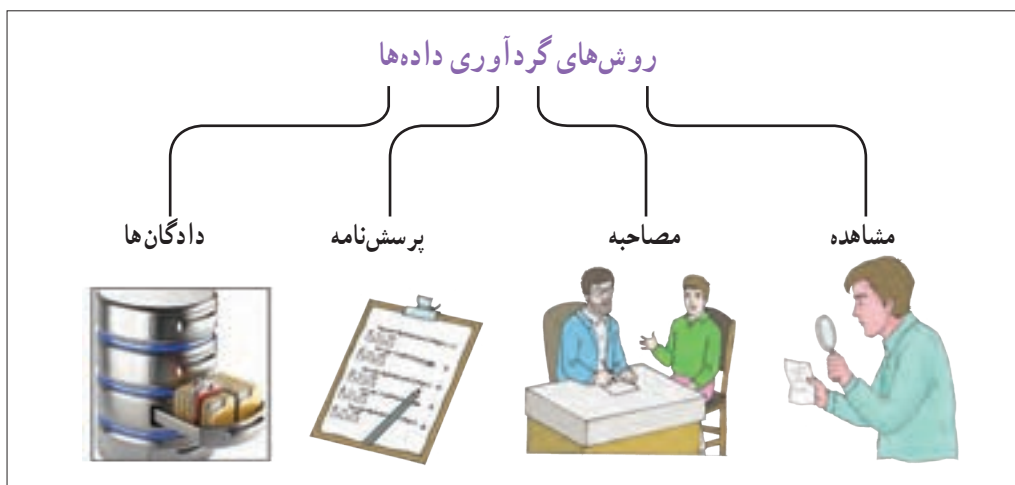 روش‌های گردآوری داده‌ها
مشاهده
مصاحبه
پرسش‌نامه
دادگان‌ها